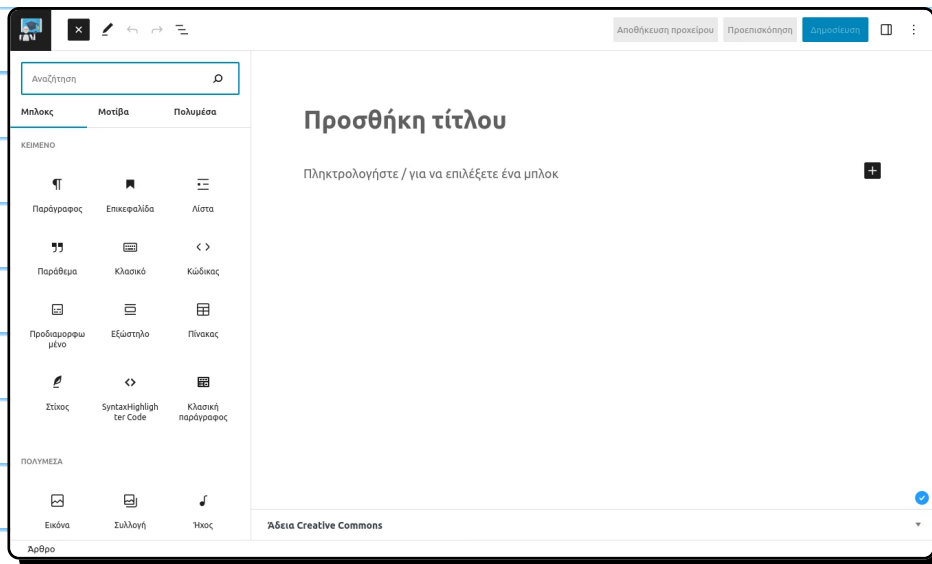 Αποθήκευση προχείρου Προεπισκόπηση Δημοσίευση
Αναζήτηση
Μπλοκς Μοτίβα Πολυμέσα
ΚΕΙΜΕΝΟ
Παράγραφος Επικεφαλίδα Λίστα
Παράθεμα Κλασικό Κώδικας
Προδιαμορφω
μένο
Εξώστηλο Πίνακας
Στίχος
SyntaxHighligh
ter Code
Κλασική
παράγραφος
ΠΟΛΥΜΕΣΑ
Εικόνα Συλλογή Ήχος
Προσθήκη τίτλου
Πληκτρολογήστε / για να επιλέξετε ένα μπλοκ
Άδεια Creative Commons
Άρθρο